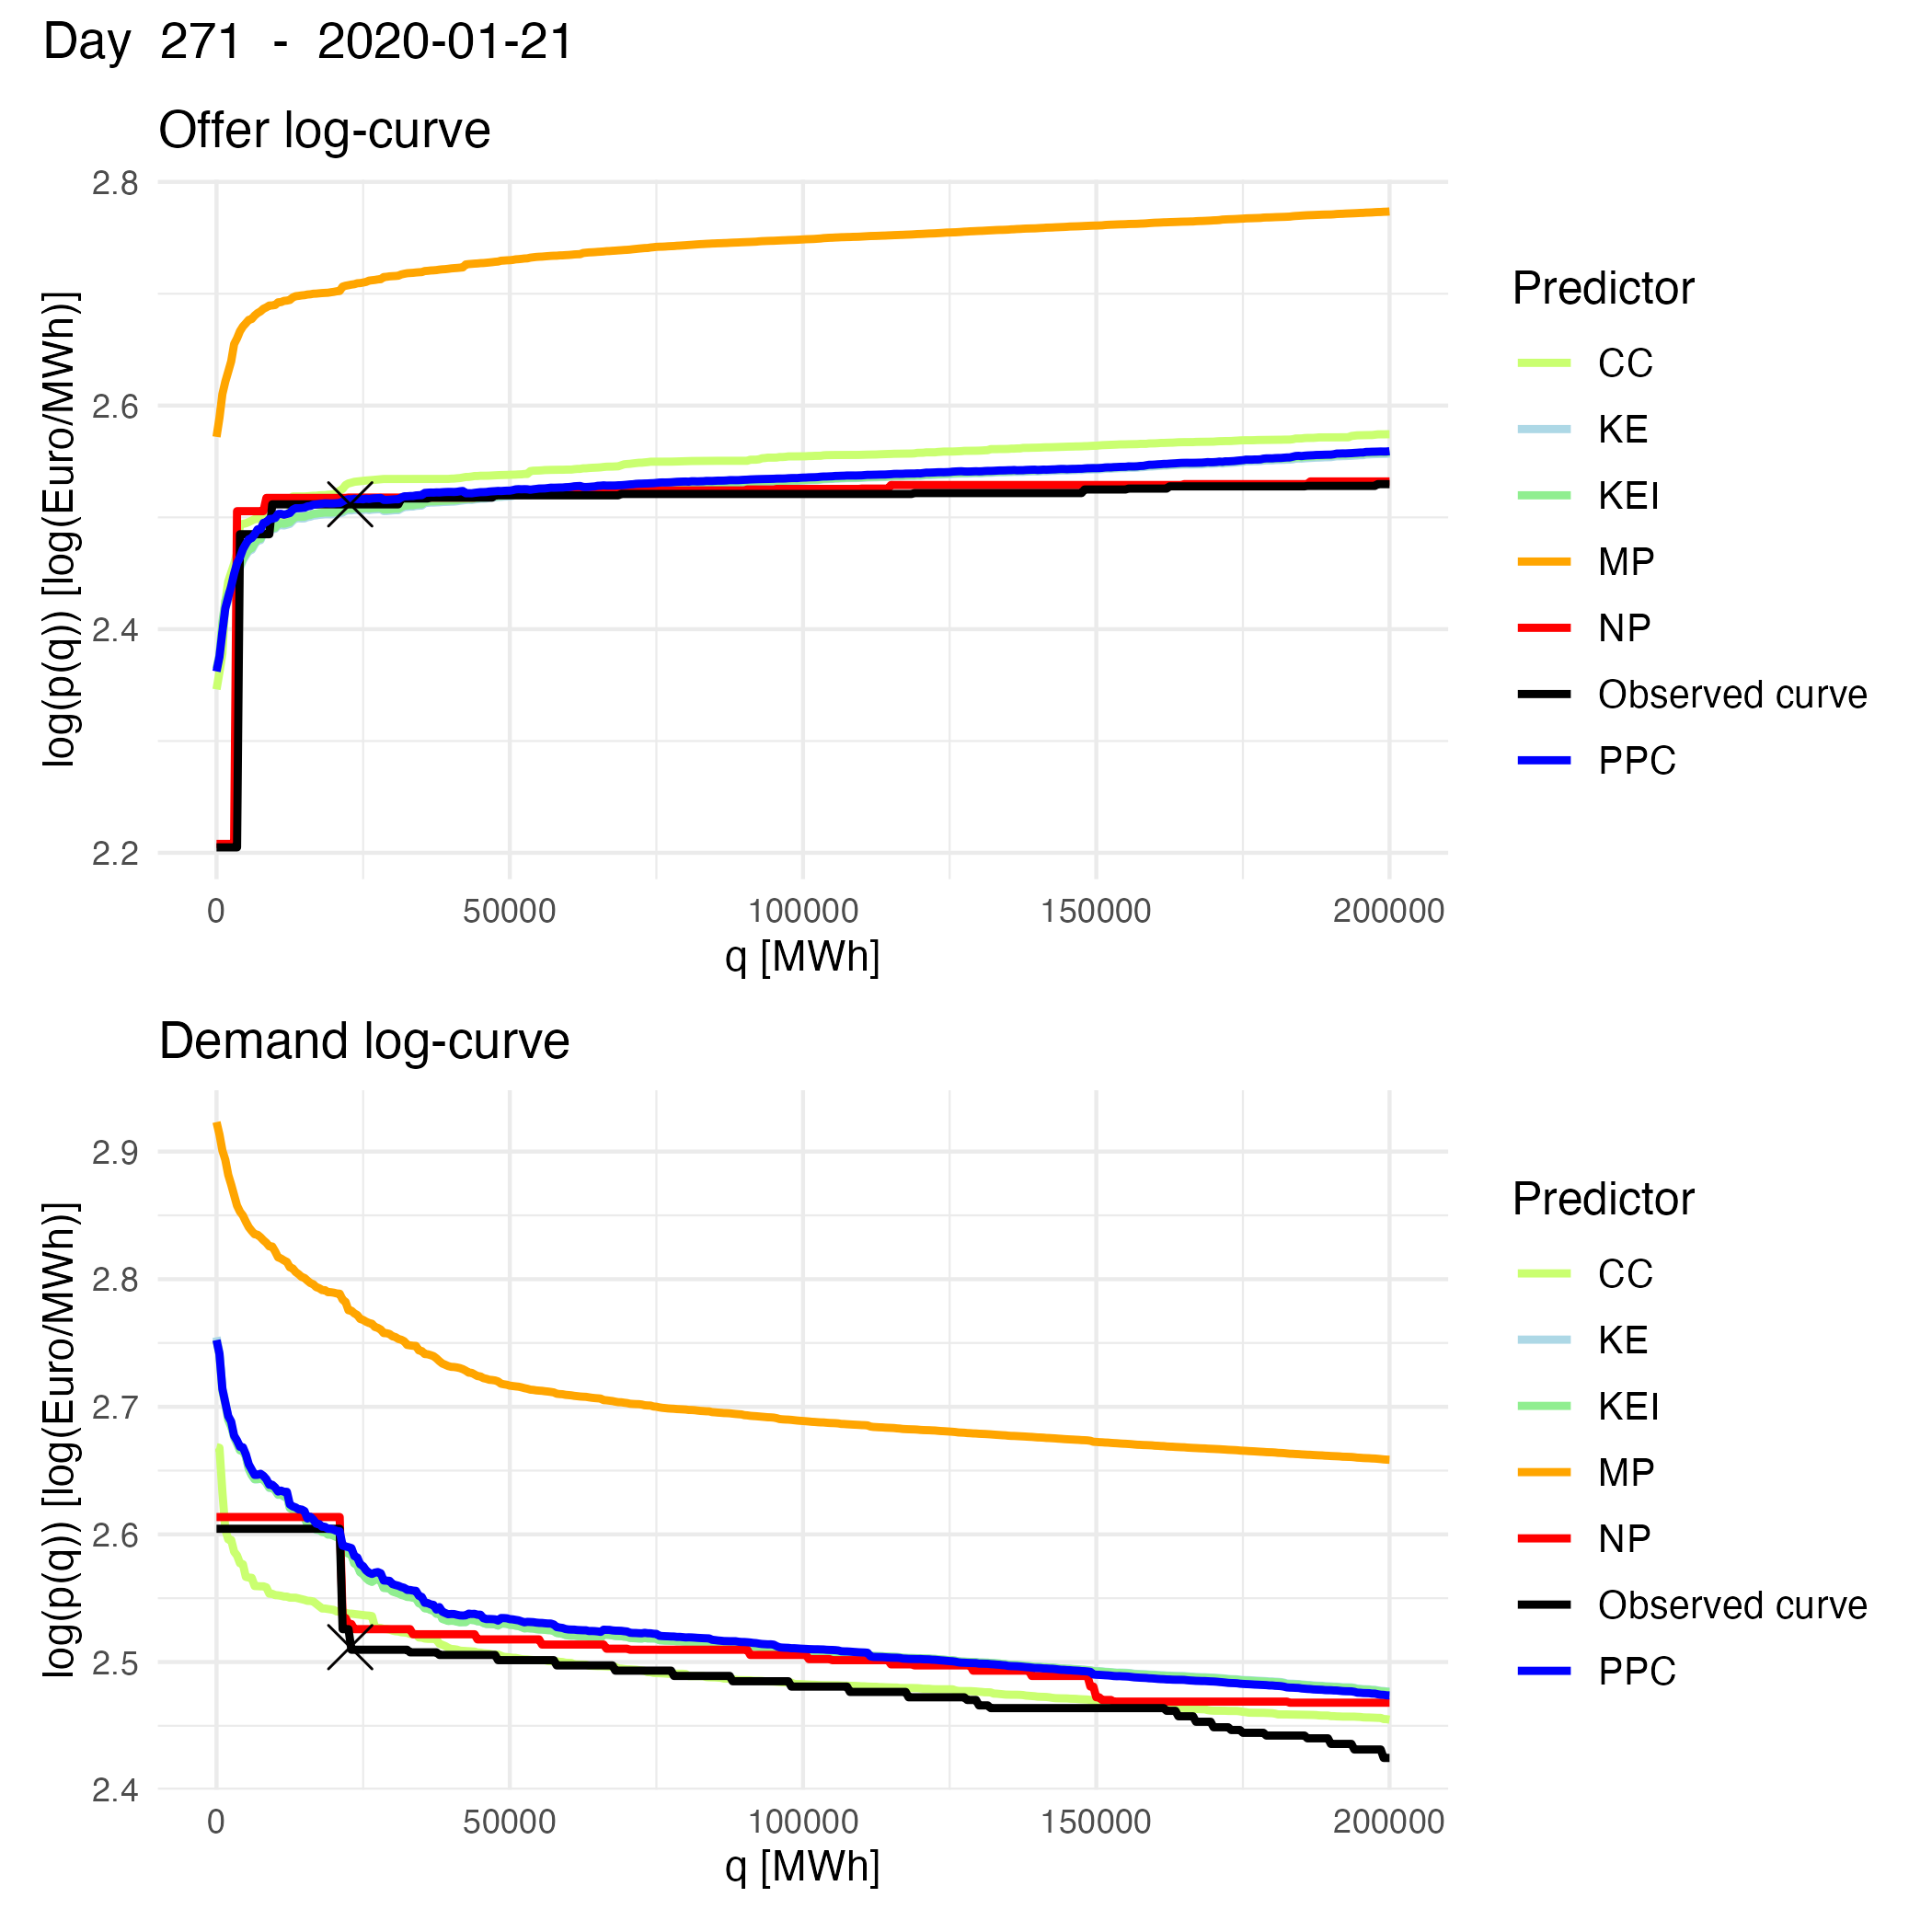 Day 271 - 2020-01-21
Offer log-curve
log(p(q)) [log(Euro/MWh)]
2.8
2.6
2.4
2.2
0 50000 100000 150000 200000
q [MWh]
Predictor
CC
KE
KEI
MP
NP
Observed curve
PPC
Demand log-curve
log(p(q)) [log(Euro/MWh)]
2.9
2.8
2.7
2.6
2.5
2.4
0 50000 100000 150000 200000
q [MWh]
Predictor
CC
KE
KEI
MP
NP
Observed curve
PPC